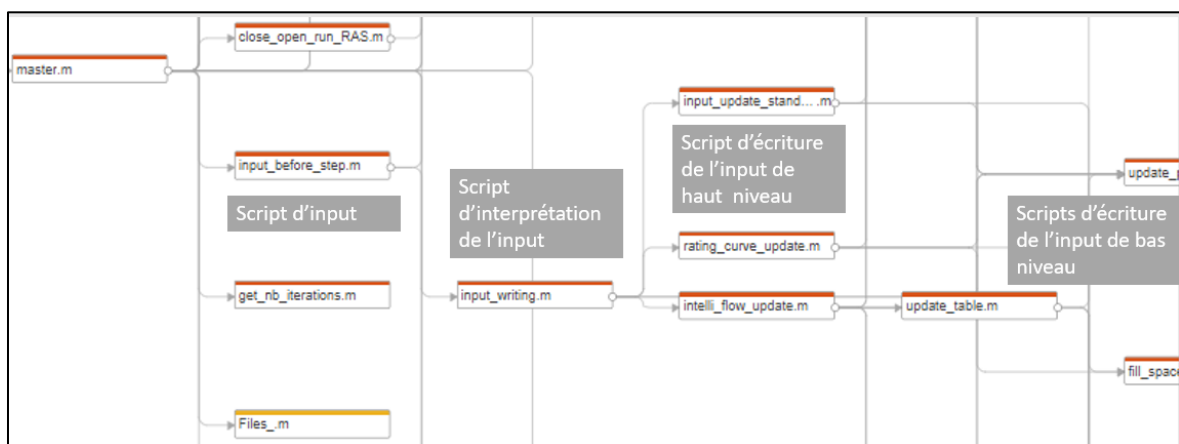 close_open_run_RAS.m
master.m
input_update_stand... .m
Script d'écriture
de l'input de
haut niveau
input_before_step.m
update_p
Script d'input
Script
d'interprétation
de l'input
Scripts d'écriture
de l'input de bas
niveau
rating_curve_update.m
get_nb_iterations.m
input_writing.m
intelli_flow_update.m
update_table.m
fill_space
Files_.m